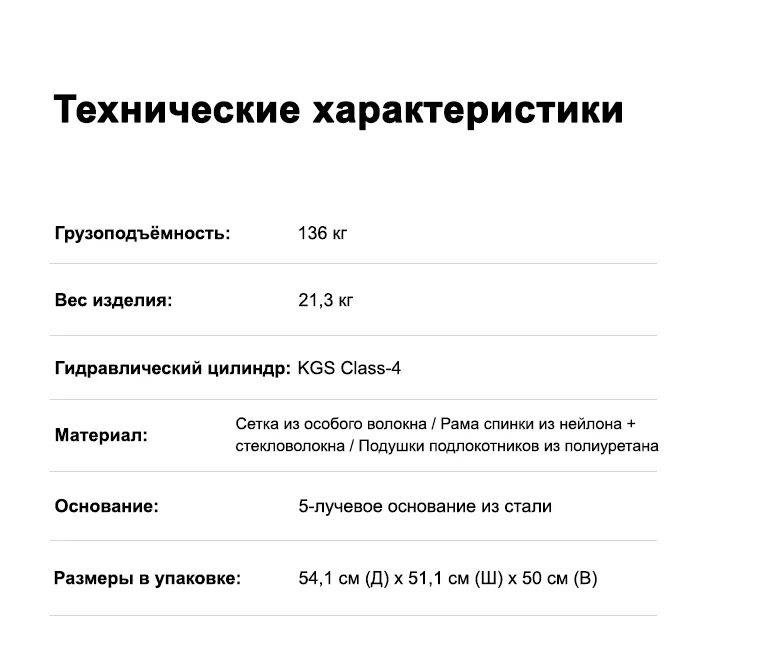 Технические характеристики
Грузоподъёмность: 136 кг
Вес изделия: 21,3 кг
Гидравлический цилиндр: KGS Class-4
Материал: Сетка из особого волокна / Рама спинки из нейлона +
стекловолокна / Подушки подлокотников из полиуретана
Основание: 5-лучевое основание из стали
Размеры в упаковке: 54,1 см (Д) x 51,1 см (Ш) x 50 см (В)